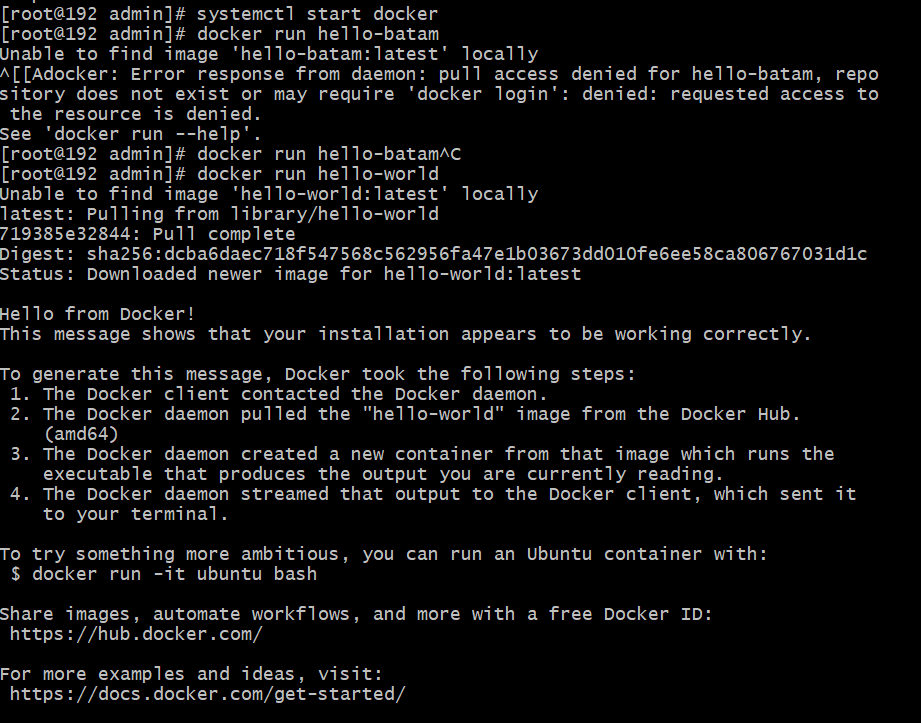 [root@192 admin]# systemctl start docker
[root@192 admin]# docker run hello-batam
Unable to find image 'hello-batam:latest' locally
^[[Adocker: Error response from daemon: pull access denied for hello-batam, repo
sitory does not exist or may require 'docker login': denied: requested access to
 the resource is denied.
See 'docker run --help'.
[root@192 admin]# docker run hello-batam^C
[root@192 admin]# docker run hello-world
Unable to find image 'hello-world:latest' locally
latest: Pulling from library/hello-world
719385e32844: Pull complete
Digest: sha256:dcba6daec718f547568c562956fa47e1b03673dd010fe6ee58ca806767031d1c
Status: Downloaded newer image for hello-world:latest

Hello from Docker!
This message shows that your installation appears to be working correctly.

To generate this message, Docker took the following steps:
 1. The Docker client contacted the Docker daemon.
 2. The Docker daemon pulled the "hello-world" image from the Docker Hub.
    (amd64)
 3. The Docker daemon created a new container from that image which runs the
    executable that produces the output you are currently reading.
 4. The Docker daemon streamed that output to the Docker client, which sent it
    to your terminal.

To try something more ambitious, you can run an Ubuntu container with:
 $ docker run -it ubuntu bash

Share images, automate workflows, and more with a free Docker ID:
 https://hub.docker.com/

For more examples and ideas, visit:
 https://docs.docker.com/get-started/